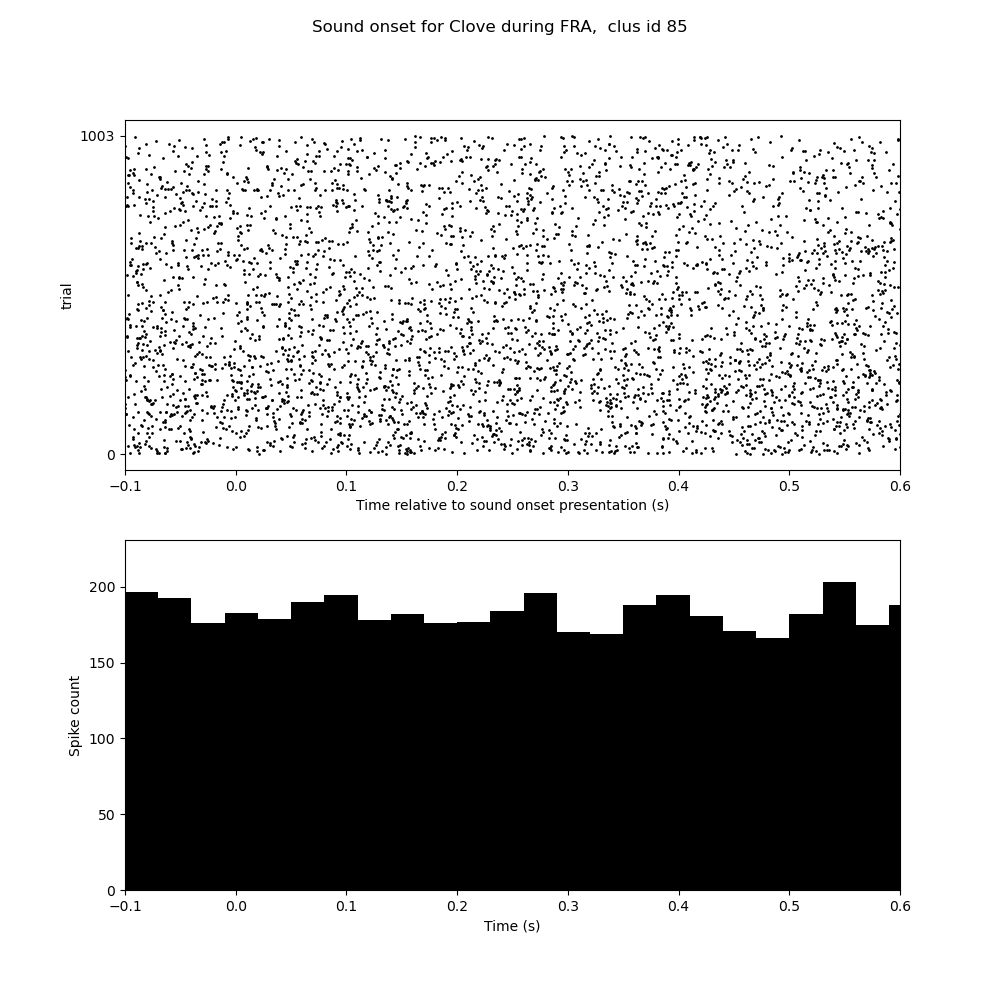 Sound onset for Clove during FRA,  clus id 85
1003
trial
0
−0.1 0.0 0.1 0.2 0.3 0.4 0.5 0.6
Time relative to sound onset presentation (s)
200
150
Spike count
100
50
0
−0.1 0.0 0.1 0.2 0.3 0.4 0.5 0.6
Time (s)